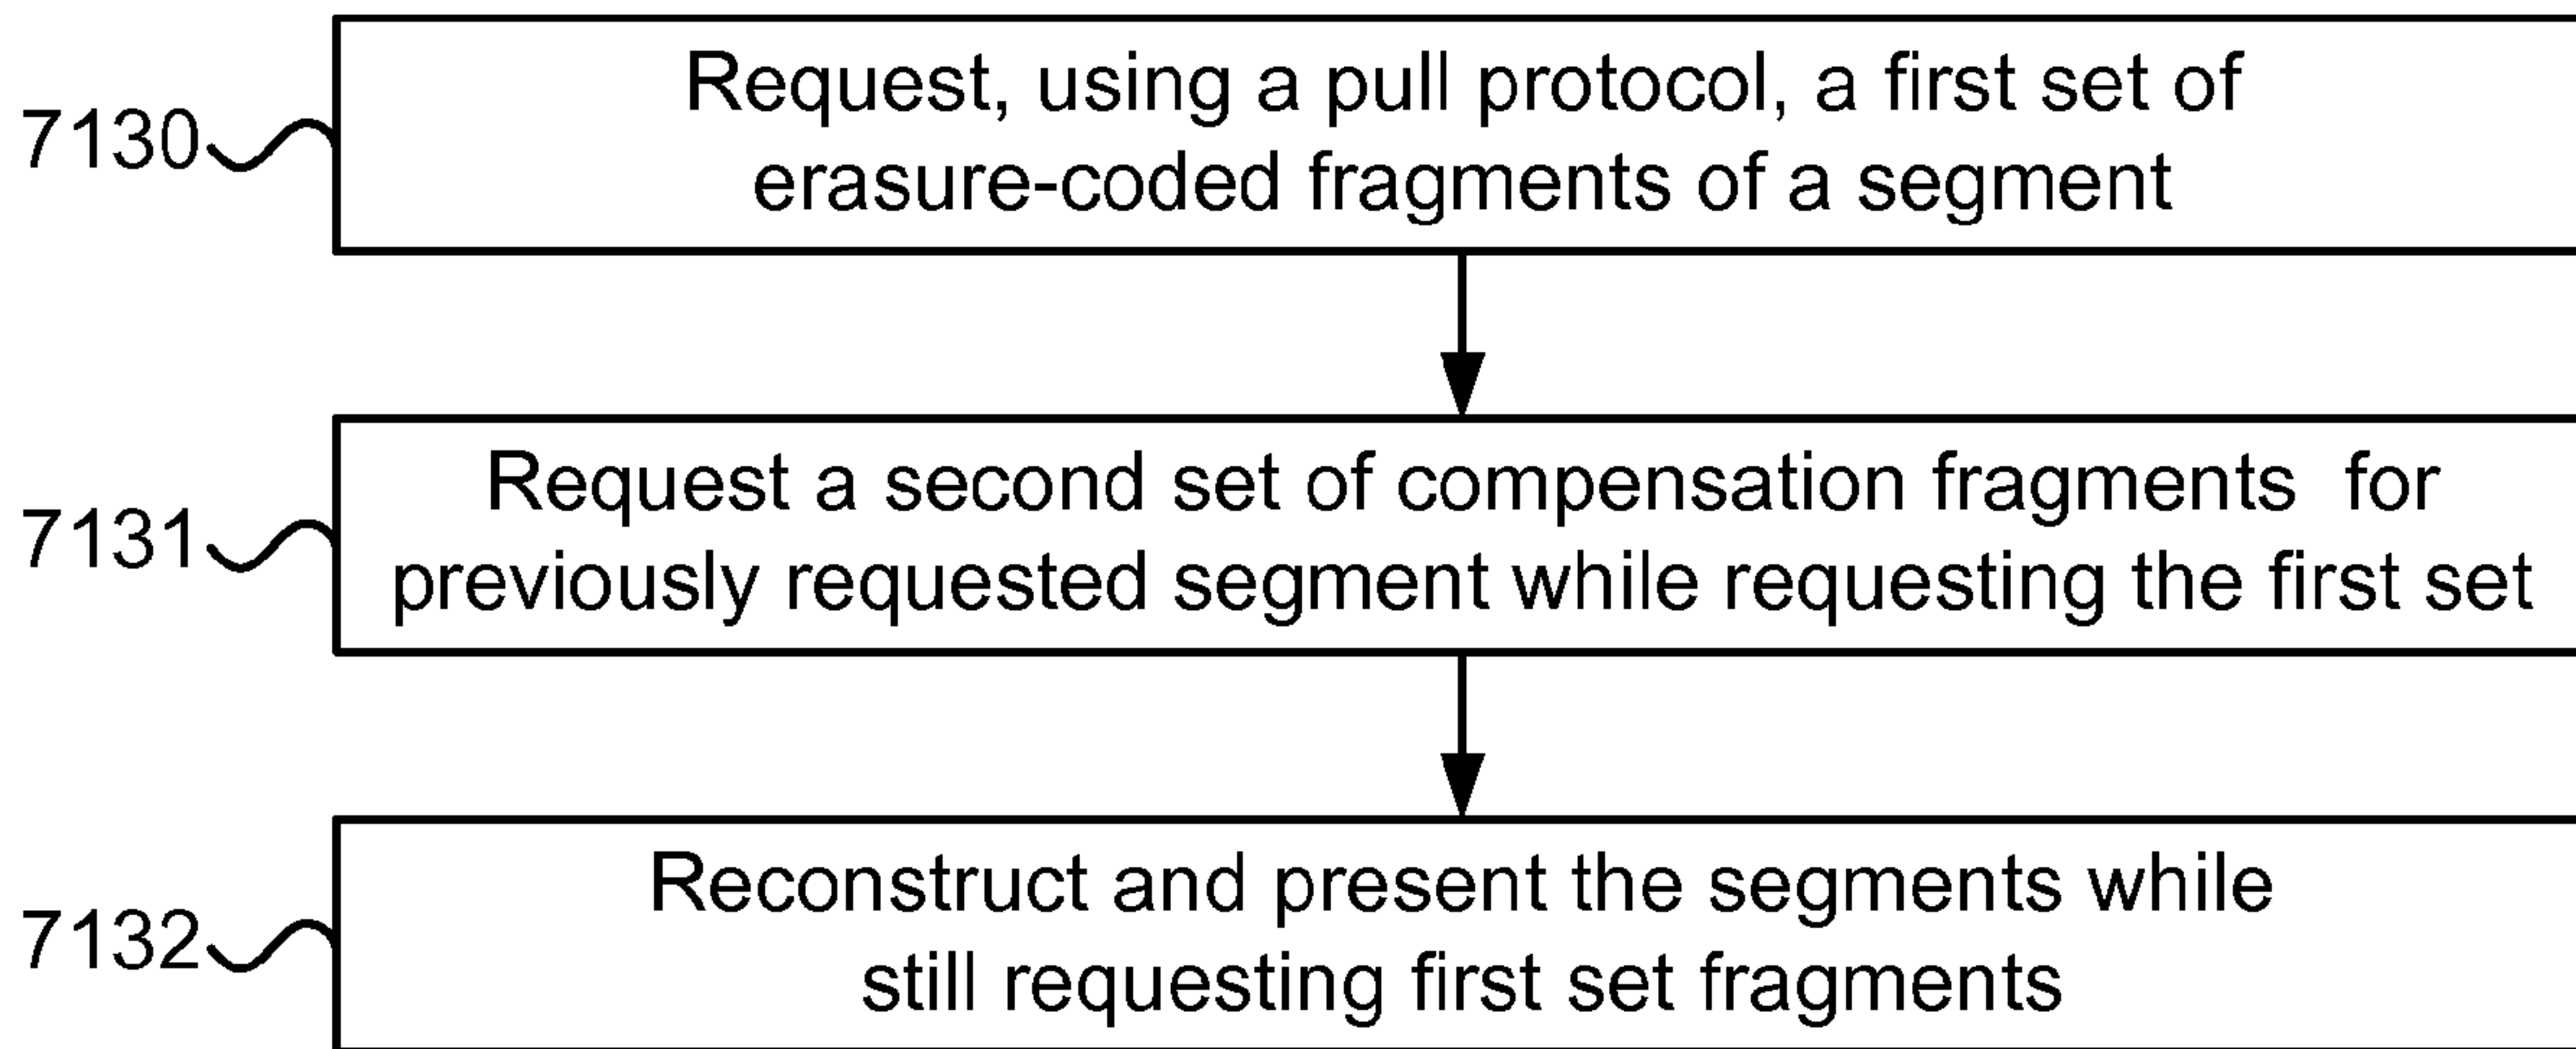 Request, using a pull protocol, a first set of
7130
erasure-coded fragments of a segment
Request a second set of compensation fragments for
7131
previously requested segment while requesting the first set
Reconstruct and present the segments while
7132
still requesting first set fragments